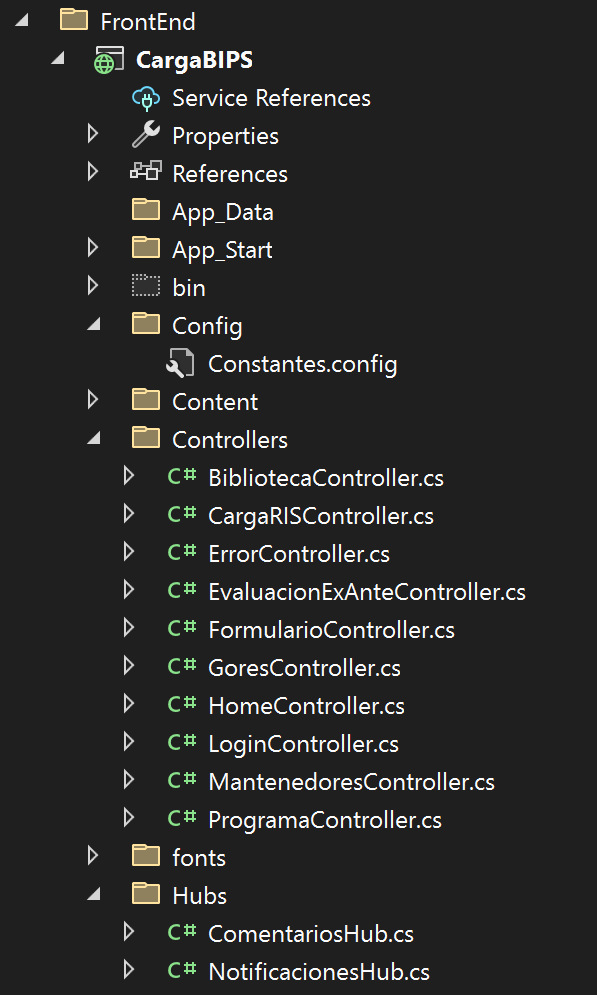 FrontEnd
CargaBIPS
Service References
Properties
References
App_Data
App_Start
bin
Config
Constantes.config
Content
Controllers
C# BibliotecaController.cs
C# CargaRISController.cs
C# ErrorController.cs
C# EvaluacionExAnteController.cs
C# FormularioController.cs
C# GoresController.cs
C# HomeController.cs
C# LoginController.cs
C# MantenedoresController.cs
C# ProgramaController.cs
fonts
Hubs
C# ComentariosHub.cs
C# NotificacionesHub.cs